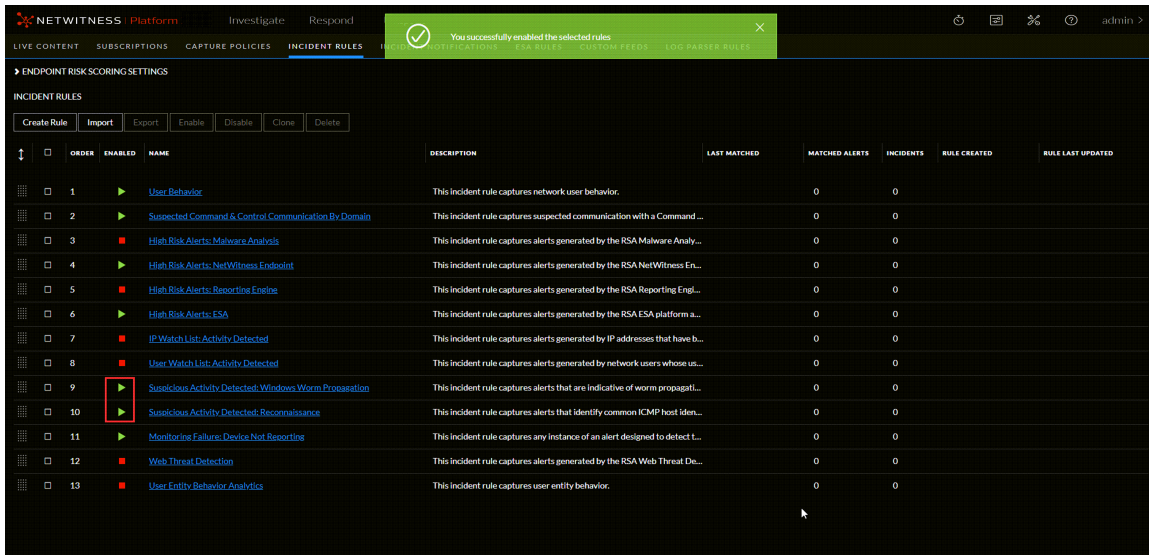 NETWITNESS Platform Investigate Respond admin >
You successfully enabled the selected rules
LIVE CONTENT SUBSCRIPTIONS CAPTURE POLICIES INCIDENT RULES INCIDENT NOTIFICATIONS ESA RULES CUSTOM FEEDS LOG PARSER RULES
> ENDPOINT RISK SCORING SETTINGS
INCIDENT RULES
Create Rule Import Export Enable Disable Clone Delete
ORDER ENABLED NAME DESCRIPTION LAST MATCHED MATCHED ALERTS INCIDENTS RULE CREATED RULE LAST UPDATED
1 User Behavior This incident rule captures network user behavior. 0 0
2 Suspected Command & Control Communication By Domain This incident rule captures suspected communication with a Command ... 0 0
3 High Risk Alerts: Malware Analysis This incident rule captures alerts generated by the RSA Malware Analy... 0 0
4 High Risk Alerts: NetWitness Endpoint This incident rule captures alerts generated by the RSA NetWitness En... 0 0
5 High Risk Alerts: Reporting Engine This incident rule captures alerts generated by the RSA Reporting Engi... 0 0
6 High Risk Alerts: ESA This incident rule captures alerts generated by the RSA ESA platform a... 0 0
7 IP Watch List: Activity Detected This incident rule captures alerts generated by IP addresses that have b... 0 0
8 User Watch List: Activity Detected This incident rule captures alerts generated by network users whose us... 0 0
9 Suspicious Activity Detected: Windows Worm Propagation This incident rule captures alerts that are indicative of worm propagati... 0 0
10 Suspicious Activity Detected: Reconnaissance This incident rule captures alerts that identify common ICMP host iden... 0 0
11 Monitoring Failure: Device Not Reporting This incident rule captures any instance of an alert designed to detect t... 0 0
12 Web Threat Detection This incident rule captures alerts generated by the RSA Web Threat De... 0 0
13 User Entity Behavior Analytics This incident rule captures user entity behavior. 0 0